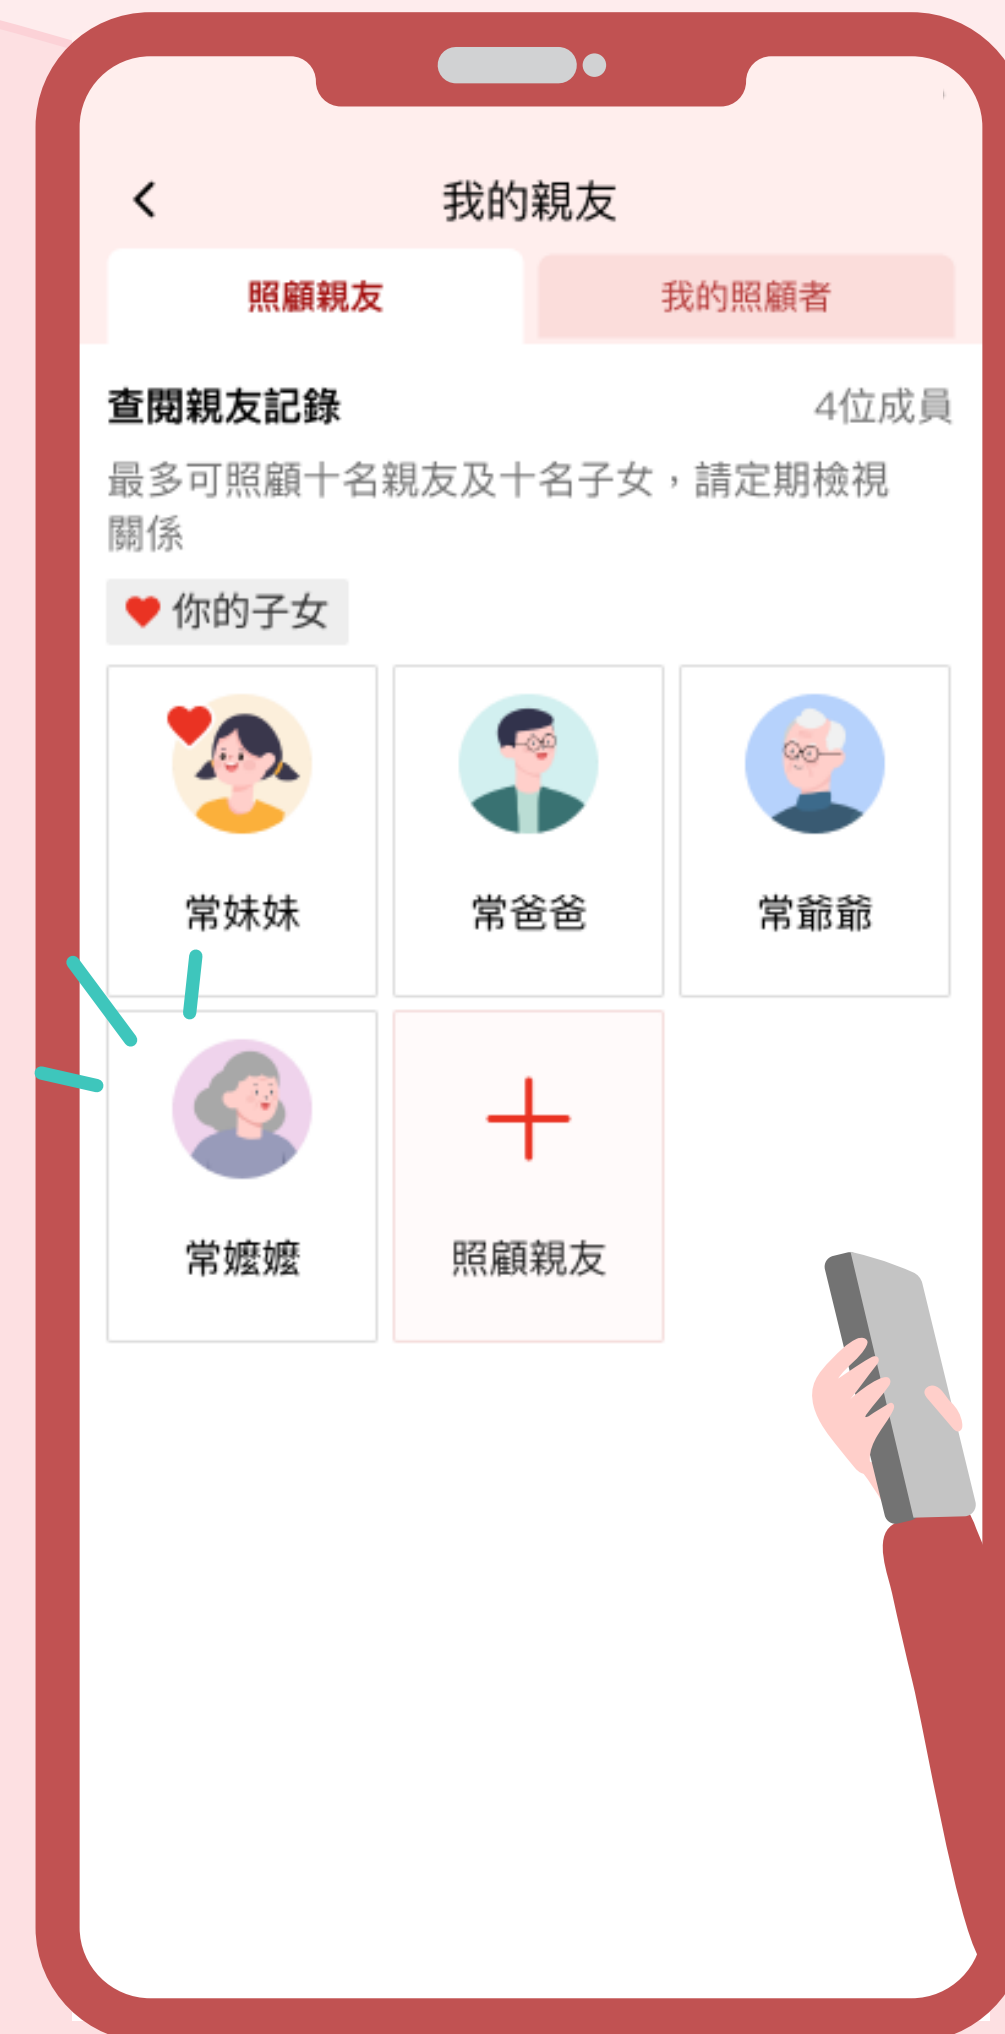 我的親友
照顧親友
我的照顧者
查閱親友記錄
4位成員
最多可照顧十名親友及十名子女，請定期檢視
關係
你的子女
常妹妹
常爸爸
常爺爺
常嬤嬤
照顧親友